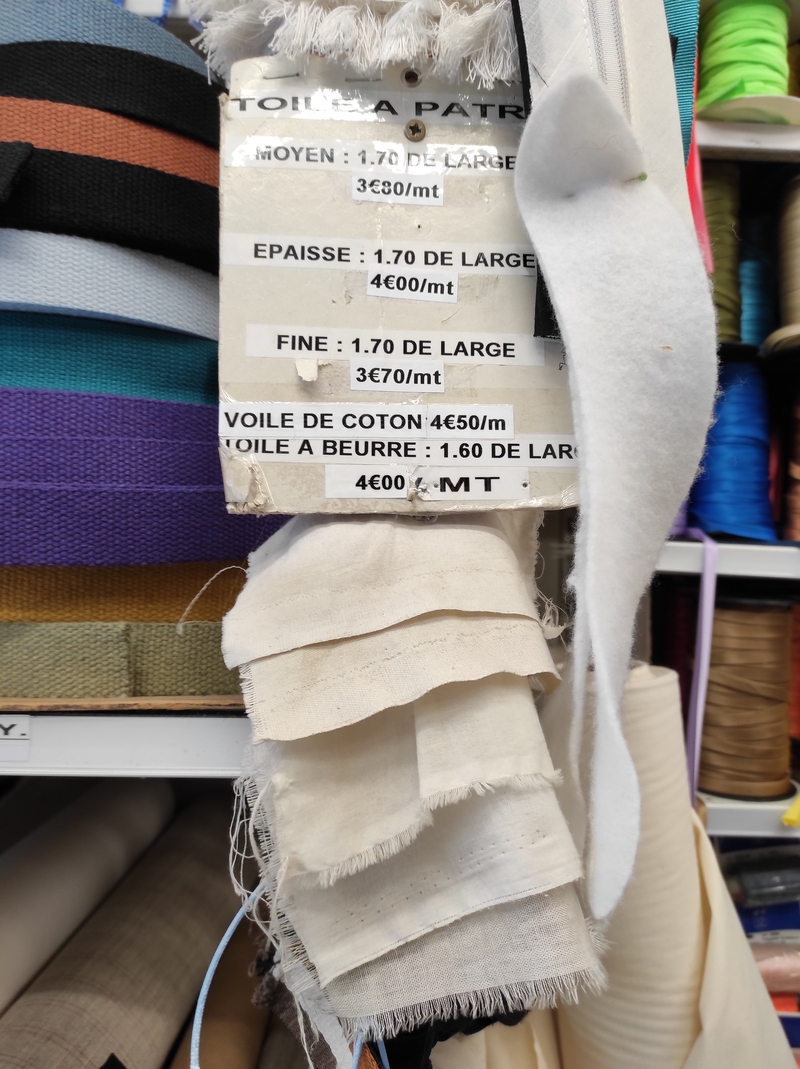 TOILE A PATR
MOYEN : 1.70 DE LARGE
3€80/mt
EPAISSE : 1.70 DE LARGE
4€00/mt
FINE : 1.70 DE LARGE
3€70/mt
VOILE DE COTON 4€50/m
TOILE A BEURRE : 1.60 DE LARG
4€00 / MT
Y.